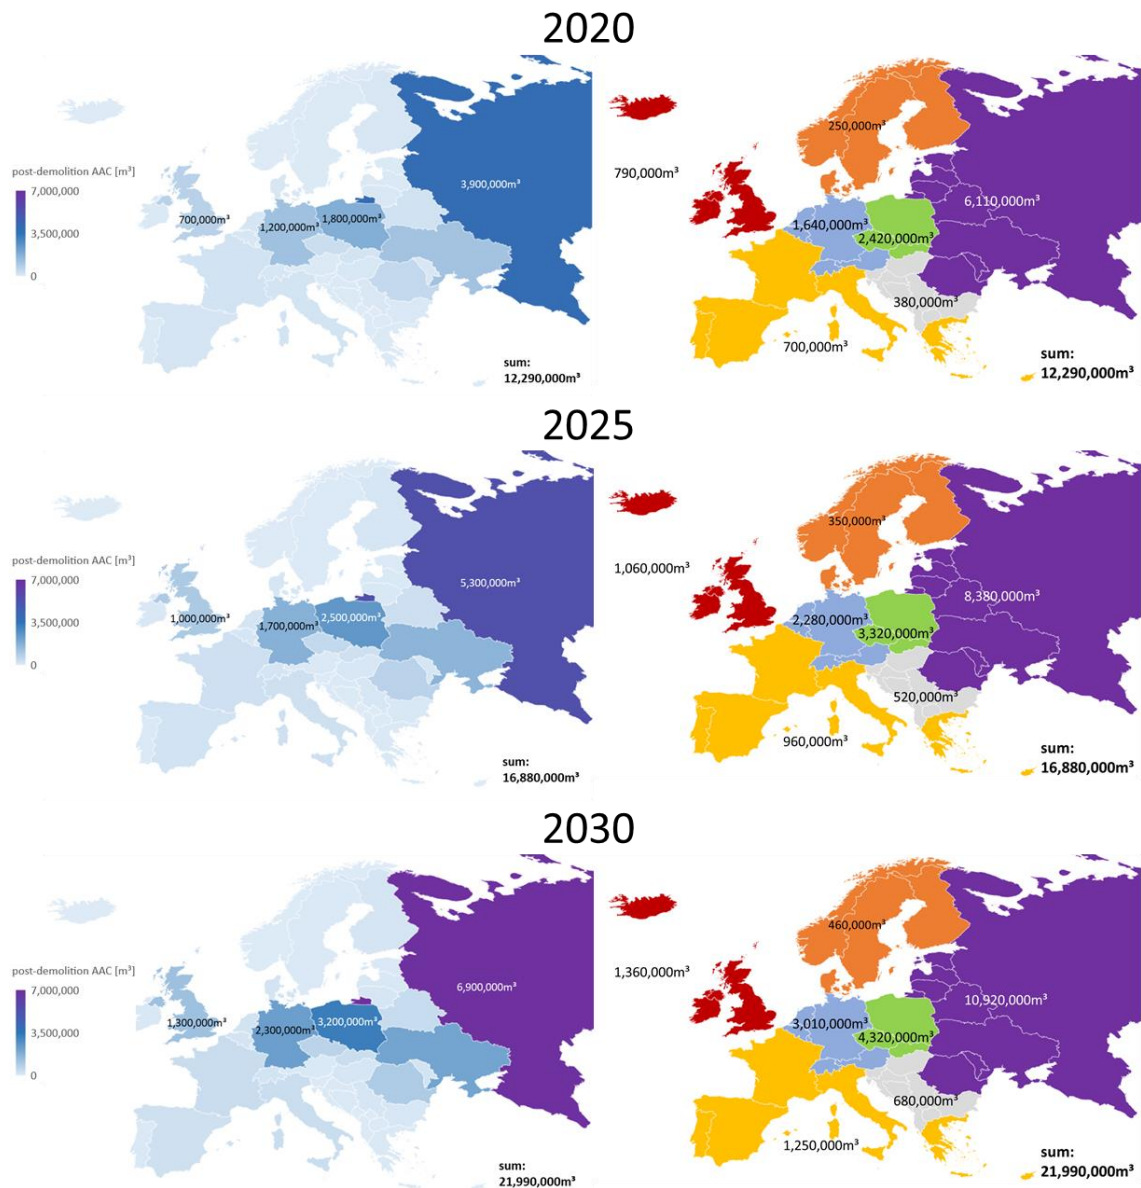 2020
post-demolition AAC [m³]
7,000,000
3,500,000
0
700,000m³
1,200,000m³
1,800,000m³
3,900,000m³
sum:
12,290,000m³
790,000m³
250,000m³
6,110,000m³
1,640,000m³
2,420,000m³
380,000m³
700,000m³
sum:
12,290,000m³
2025
post-demolition AAC [m³]
7,000,000
3,500,000
0
1,000,000m³
1,700,000m³
2,500,000m³
5,300,000m³
sum:
16,880,000m³
1,060,000m³
350,000m³
8,380,000m³
2,280,000m³
3,320,000m³
520,000m³
960,000m³
sum:
16,880,000m³
2030
post-demolition AAC [m³]
7,000,000
3,500,000
0
1,300,000m³
2,300,000m³
3,200,000m³
6,900,000m³
sum:
21,990,000m³
1,360,000m³
460,000m³
10,920,000m³
3,010,000m³
4,320,000m³
680,000m³
1,250,000m³
sum:
21,990,000m³